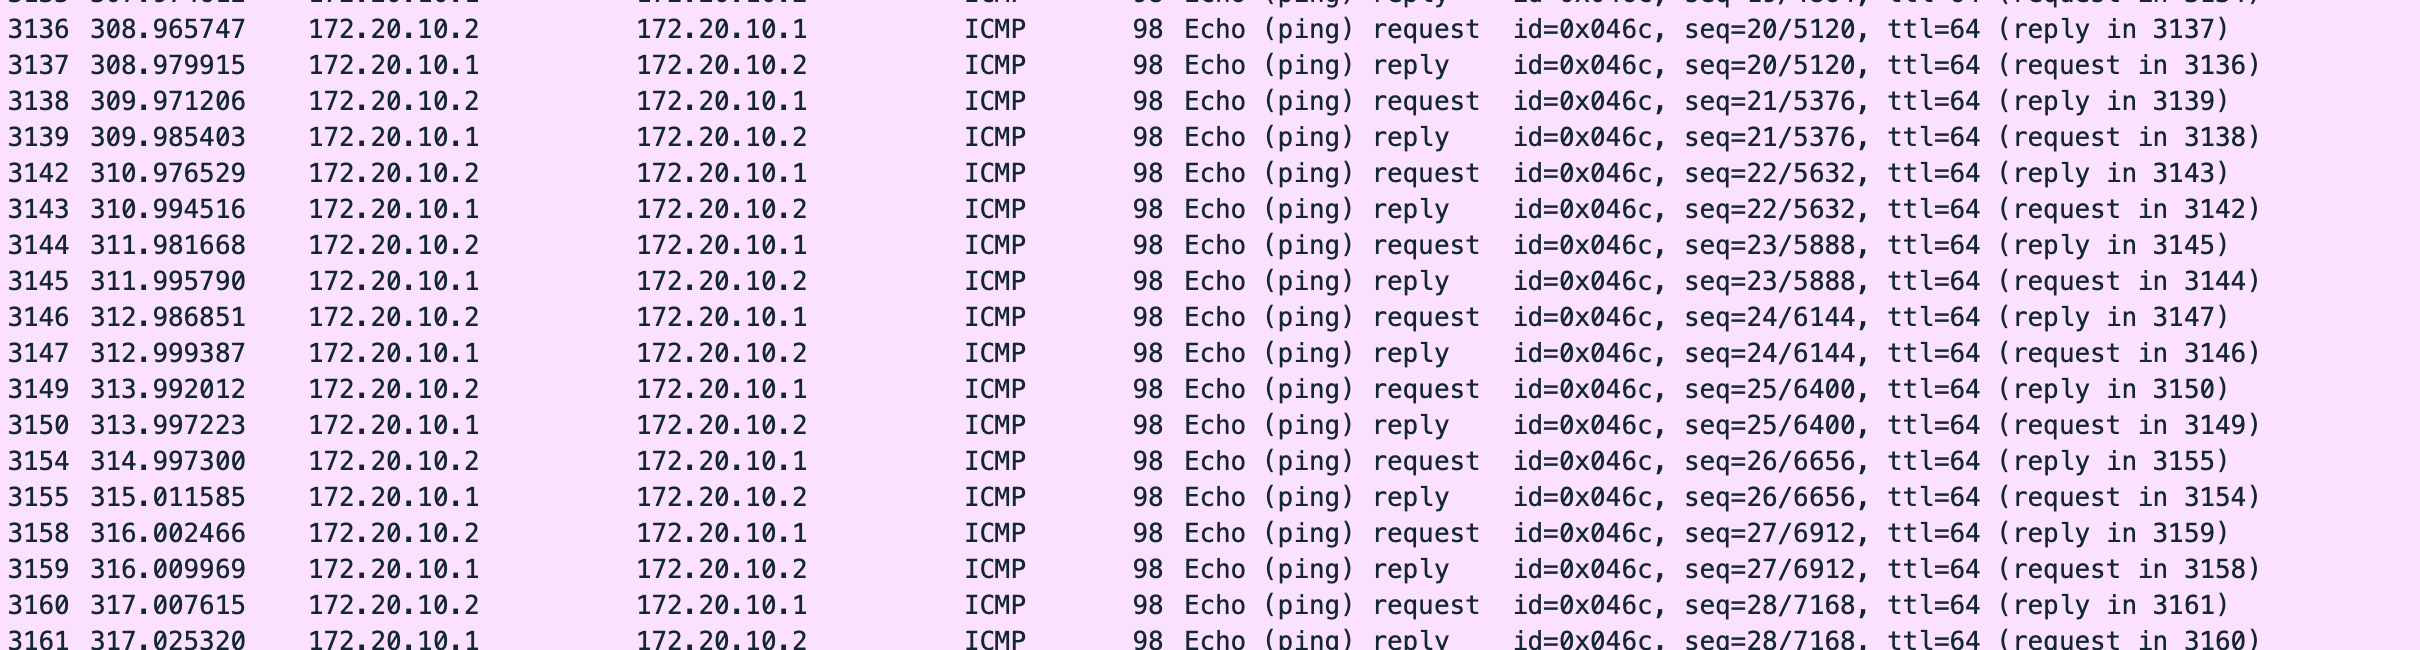 3136 308.965747 172.20.10.2 172.20.10.1 ICMP 98 Echo (ping) request id=0x046c, seq=20/5120, ttl=64 (reply in 3137)
3137 308.979915 172.20.10.1 172.20.10.2 ICMP 98 Echo (ping) reply id=0x046c, seq=20/5120, ttl=64 (request in 3136)
3138 309.971206 172.20.10.2 172.20.10.1 ICMP 98 Echo (ping) request id=0x046c, seq=21/5376, ttl=64 (reply in 3139)
3139 309.985403 172.20.10.1 172.20.10.2 ICMP 98 Echo (ping) reply id=0x046c, seq=21/5376, ttl=64 (request in 3138)
3142 310.976529 172.20.10.2 172.20.10.1 ICMP 98 Echo (ping) request id=0x046c, seq=22/5632, ttl=64 (reply in 3143)
3143 310.994516 172.20.10.1 172.20.10.2 ICMP 98 Echo (ping) reply id=0x046c, seq=22/5632, ttl=64 (request in 3142)
3144 311.981668 172.20.10.2 172.20.10.1 ICMP 98 Echo (ping) request id=0x046c, seq=23/5888, ttl=64 (reply in 3145)
3145 311.995790 172.20.10.1 172.20.10.2 ICMP 98 Echo (ping) reply id=0x046c, seq=23/5888, ttl=64 (request in 3144)
3146 312.986851 172.20.10.2 172.20.10.1 ICMP 98 Echo (ping) request id=0x046c, seq=24/6144, ttl=64 (reply in 3147)
3147 312.999387 172.20.10.1 172.20.10.2 ICMP 98 Echo (ping) reply id=0x046c, seq=24/6144, ttl=64 (request in 3146)
3149 313.992012 172.20.10.2 172.20.10.1 ICMP 98 Echo (ping) request id=0x046c, seq=25/6400, ttl=64 (reply in 3150)
3150 313.997223 172.20.10.1 172.20.10.2 ICMP 98 Echo (ping) reply id=0x046c, seq=25/6400, ttl=64 (request in 3149)
3154 314.997300 172.20.10.2 172.20.10.1 ICMP 98 Echo (ping) request id=0x046c, seq=26/6656, ttl=64 (reply in 3155)
3155 315.011585 172.20.10.1 172.20.10.2 ICMP 98 Echo (ping) reply id=0x046c, seq=26/6656, ttl=64 (request in 3154)
3158 316.002466 172.20.10.2 172.20.10.1 ICMP 98 Echo (ping) request id=0x046c, seq=27/6912, ttl=64 (reply in 3159)
3159 316.009969 172.20.10.1 172.20.10.2 ICMP 98 Echo (ping) reply id=0x046c, seq=27/6912, ttl=64 (request in 3158)
3160 317.007615 172.20.10.2 172.20.10.1 ICMP 98 Echo (ping) request id=0x046c, seq=28/7168, ttl=64 (reply in 3161)
3161 317.025320 172.20.10.1 172.20.10.2 ICMP 98 Echo (ping) reply id=0x046c, seq=28/7168, ttl=64 (request in 3160)